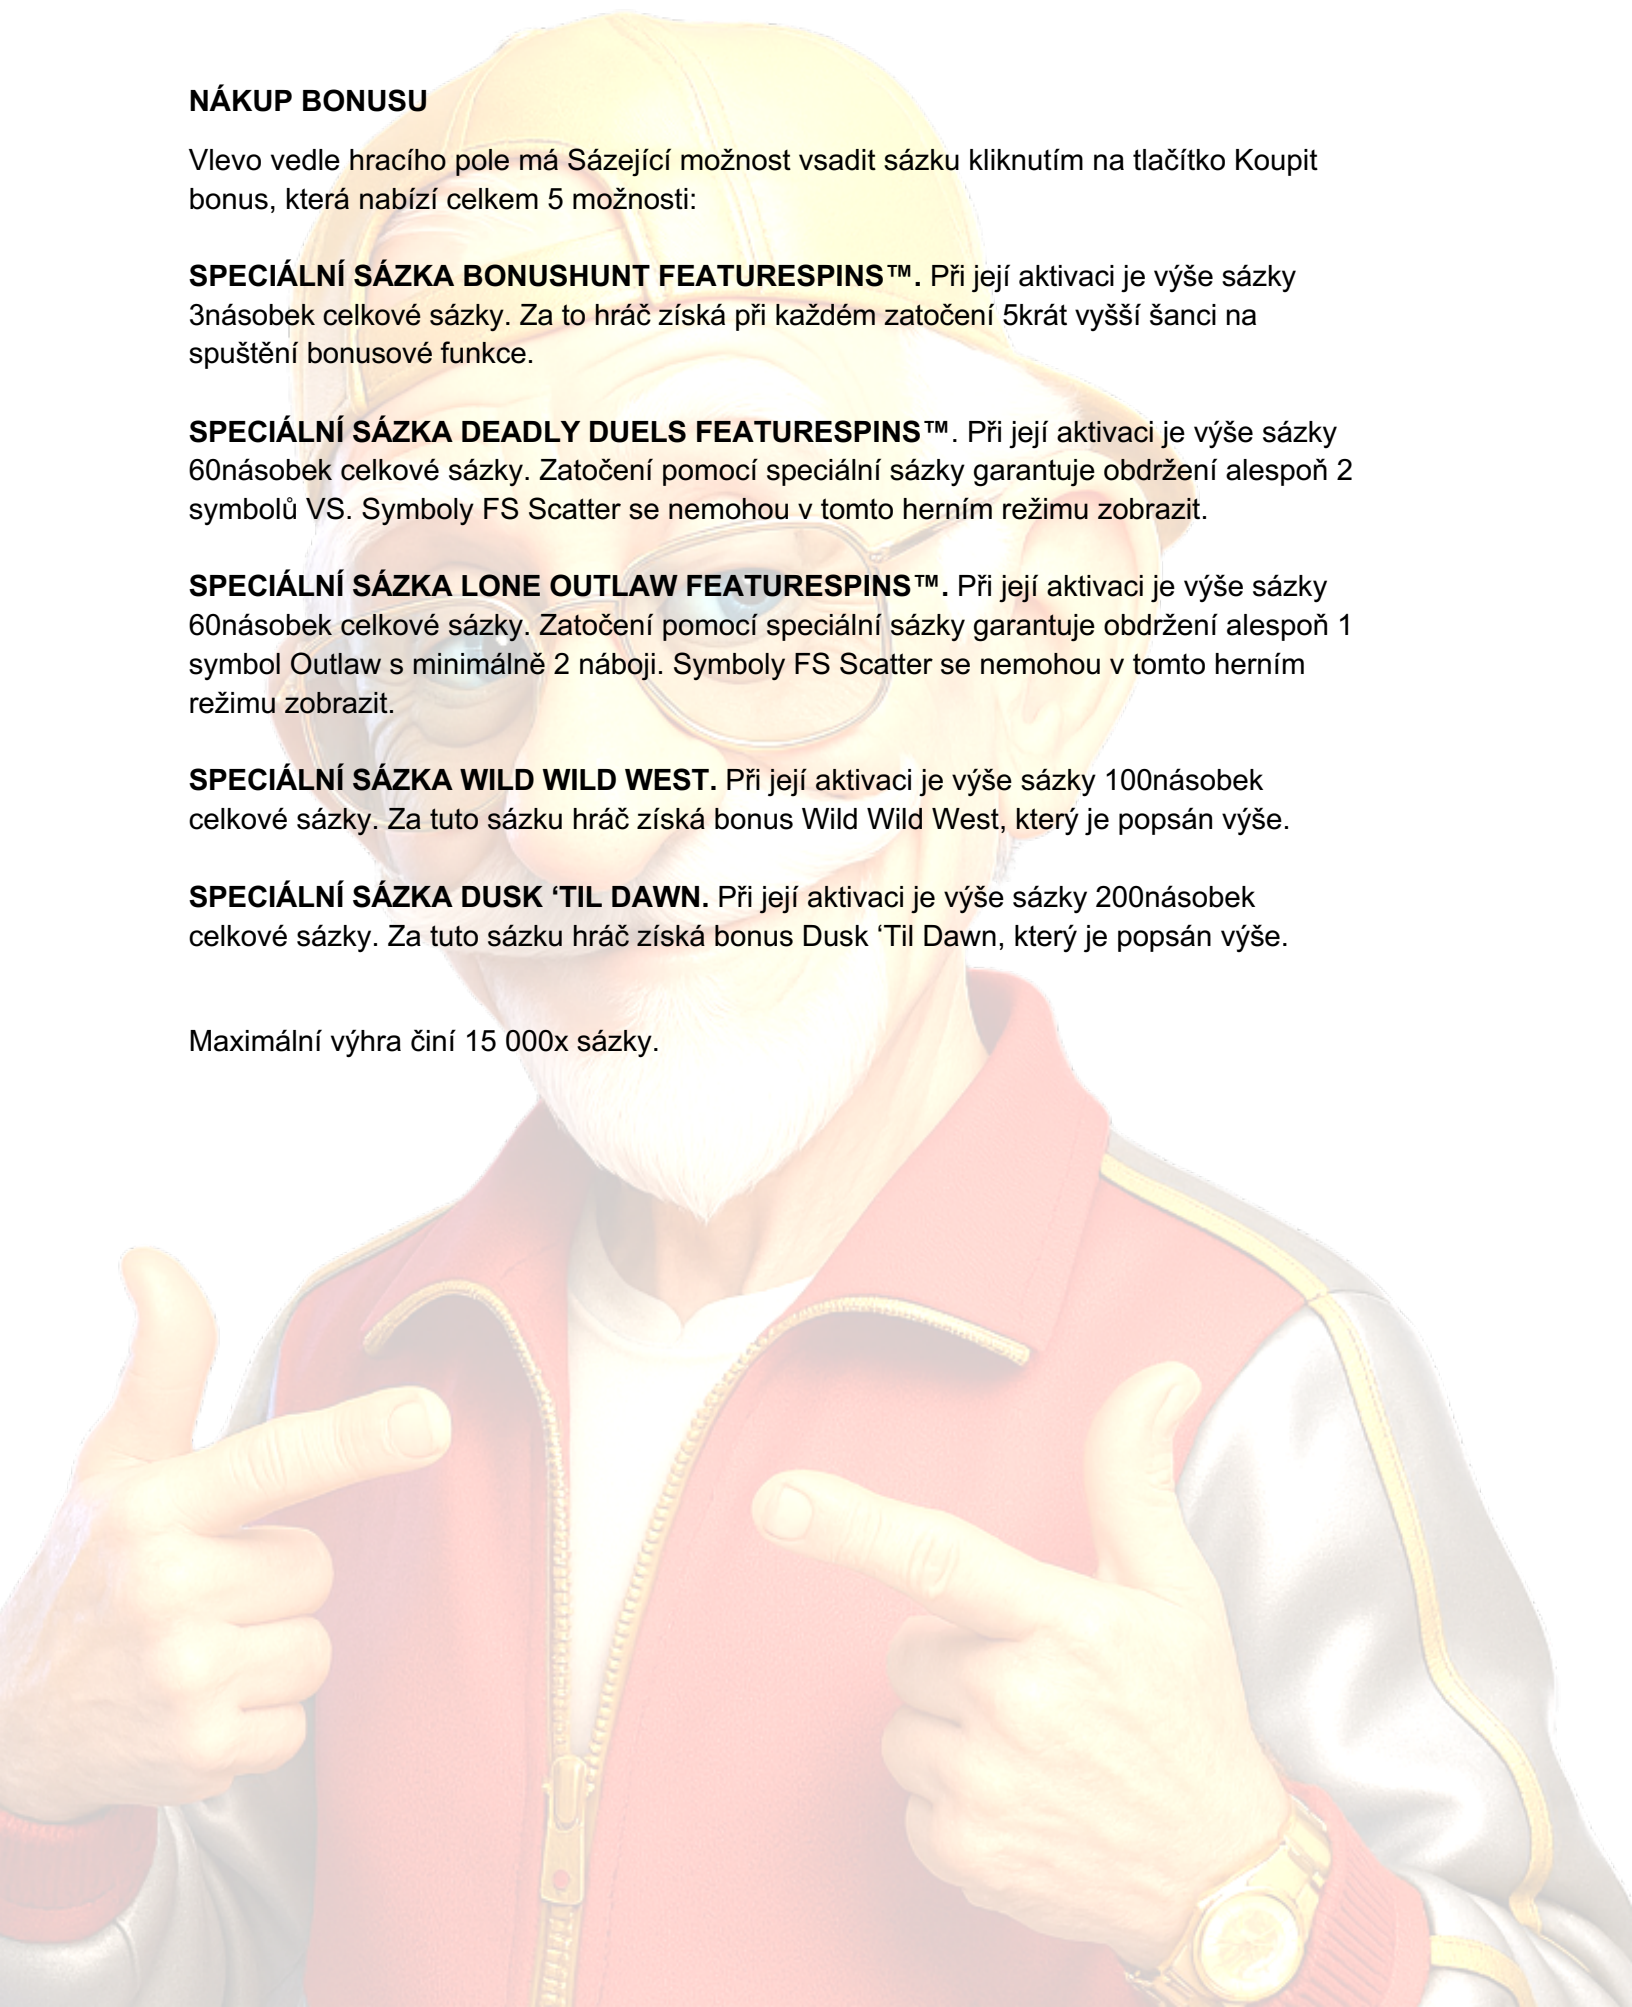 NÁKUP BONUSU
Vlevo vedle hracího pole má Sázející možnost vsadit sázku kliknutím na tlačítko Koupit
bonus, která nabízí celkem 5 možnosti:
SPECIÁLNÍ SÁZKA BONUSHUNT FEATURESPINS™. Při její aktivaci je výše sázky
3násobek celkové sázky. Za to hráč získá při každém zatočení 5krát vyšší šanci na
spuštění bonusové funkce.
SPECIÁLNÍ SÁZKA DEADLY DUELS FEATURESPINS™. Při její aktivaci je výše sázky
60násobek celkové sázky. Zatočení pomocí speciální sázky garantuje obdržení alespoň 2
symbolů VS. Symboly FS Scatter se nemohou v tomto herním režimu zobrazit.
SPECIÁLNÍ SÁZKA LONE OUTLAW FEATURESPINS™. Při její aktivaci je výše sázky
60násobek celkové sázky. Zatočení pomocí speciální sázky garantuje obdržení alespoň 1
symbol Outlaw s minimálně 2 náboji. Symboly FS Scatter se nemohou v tomto herním
režimu zobrazit.
SPECIÁLNÍ SÁZKA WILD WILD WEST. Při její aktivaci je výše sázky 100násobek
celkové sázky. Za tuto sázku hráč získá bonus Wild Wild West, který je popsán výše.
SPECIÁLNÍ SÁZKA DUSK ‘TIL DAWN. Při její aktivaci je výše sázky 200násobek
celkové sázky. Za tuto sázku hráč získá bonus Dusk ‘Til Dawn, který je popsán výše.
Maximální výhra činí 15 000x sázky.